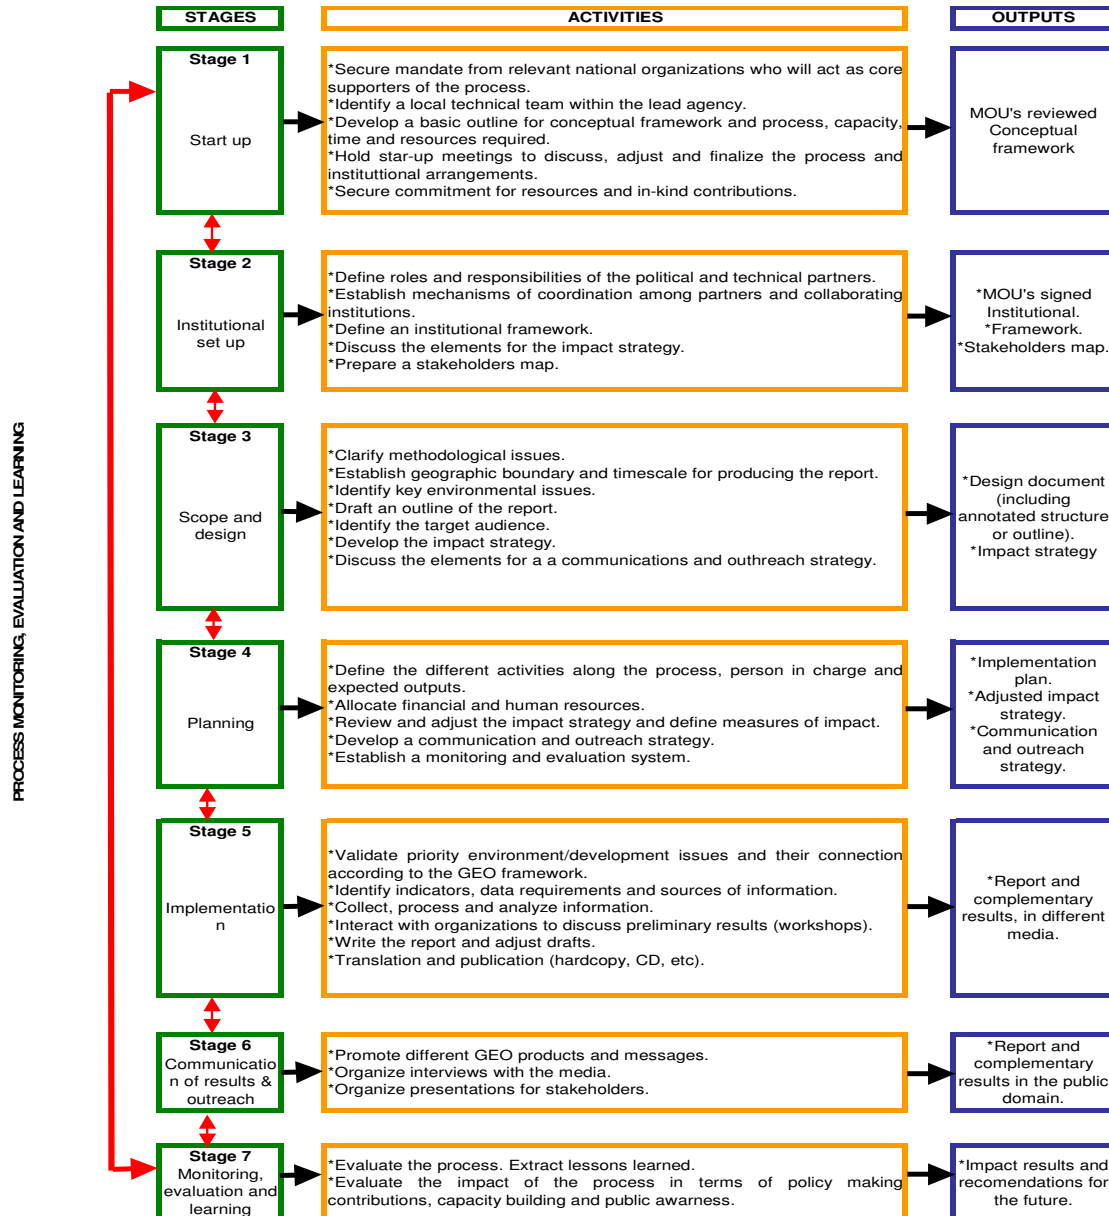 STAGES
ACTIVITIES
OUTPUTS
PROCESS MONITORING, EVALUATION AND LEARNING
Stage 1
Start up
*Secure mandate from relevant national organizations who will act as core
supporters of the process.
*Identify a local technical team within the lead agency.
*Develop a basic outline for conceptual framework and process, capacity,
time and resources required.
*Hold star-up meetings to discuss, adjust and finalize the process and
instituttional arrangements.
*Secure commitment for resources and in-kind contributions.
MOU's reviewed
Conceptual
framework
Stage 2
Institutional
set up
*Define roles and responsibilities of the political and technical partners.
*Establish mechanisms of coordination among partners and collaborating
institutions.
*Define an institutional framework.
*Discuss the elements for the impact strategy.
*Prepare a stakeholders map.
*MOU's signed
Institutional.
*Framework.
*Stakeholders map.
Stage 3
Scope and
design
*Clarify methodological issues.
*Establish geographic boundary and timescale for producing the report.
*Identify key environmental issues.
*Draft an outline of the report.
*Identify the target audience.
*Develop the impact strategy.
*Discuss the elements for a a communications and outhreach strategy.
*Design document
(including
annotated structure
or outline).
*Impact strategy
Stage 4
Planning
*Define the different activities along the process, person in charge and
expected outputs.
*Allocate financial and human resources.
*Review and adjust the impact strategy and define measures of impact.
*Develop a communication and outreach strategy.
*Establish a monitoring and evaluation system.
*Implementation
plan.
*Adjusted impact
strategy.
*Communication
and outreach
strategy.
Stage 5
Implementatio
n
*Validate priority environment/development issues and their connection
according to the GEO framework.
*Identify indicators, data requirements and sources of information.
*Collect, process and analyze information.
*Interact with organizations to discuss preliminary results (workshops).
*Write the report and adjust drafts.
*Translation and publication (hardcopy, CD, etc).
*Report and
complementary
results, in different
media.
Stage 6
Communicatio
n of results &
outreach
*Promote different GEO products and messages.
*Organize interviews with the media.
*Organize presentations for stakeholders.
*Report and
complementary
results in the public
domain.
Stage 7
Monitoring,
evaluation and
learning
*Evaluate the process. Extract lessons learned.
*Evaluate the impact of the process in terms of policy making
contributions, capacity building and public awarness.
*Impact results and
recomendations for
the future.